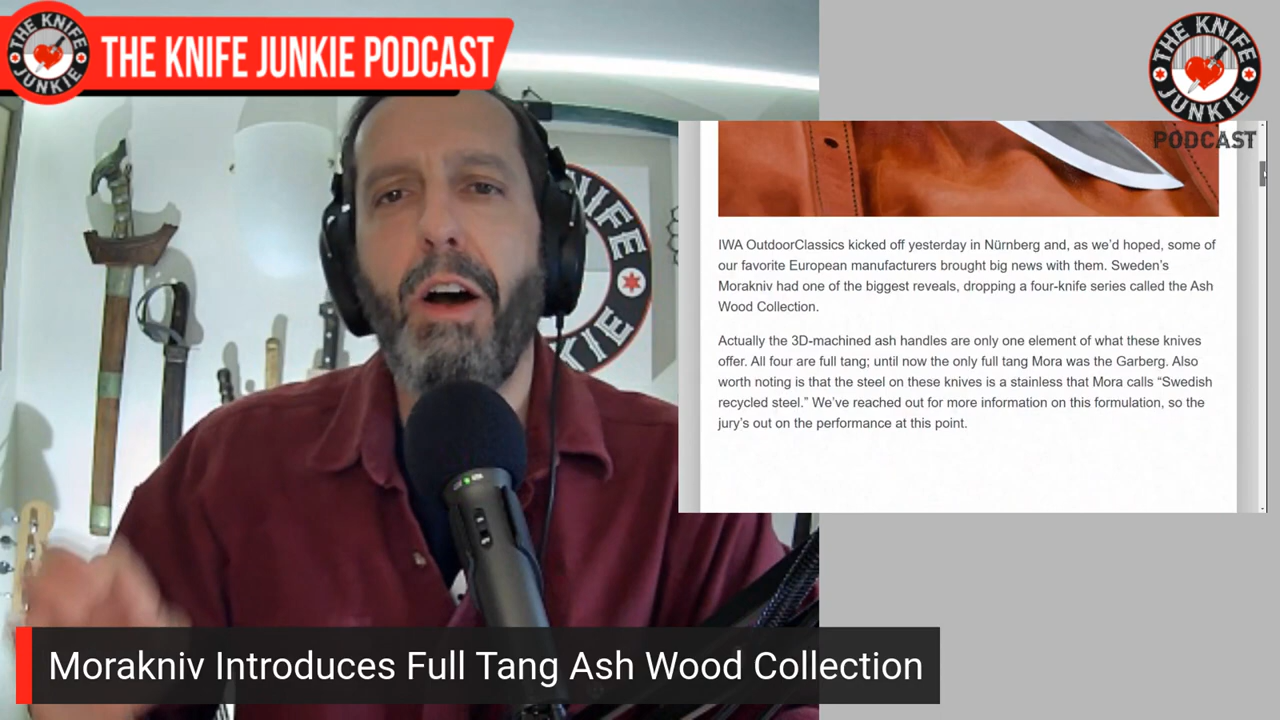 THE KNIFE
JUNKIE
THE KNIFE JUNKIE PODCAST
THE KNIFE
JUNKIE
PODCAST
KNIFE
JUNKIE
IWA OutdoorClassics kicked off yesterday in Nürnberg and, as we’d hoped, some of
our favorite European manufacturers brought big news with them. Sweden’s
Morakniv had one of the biggest reveals, dropping a four-knife series called the Ash
Wood Collection.
Actually the 3D-machined ash handles are only one element of what these knives
offer. All four are full tang; until now the only full tang Mora was the Garberg. Also
worth noting is that the steel on these knives is a stainless that Mora calls “Swedish
recycled steel.” We’ve reached out for more information on this formulation, so the
jury’s out on the performance at this point.
Morakniv Introduces Full Tang Ash Wood Collection